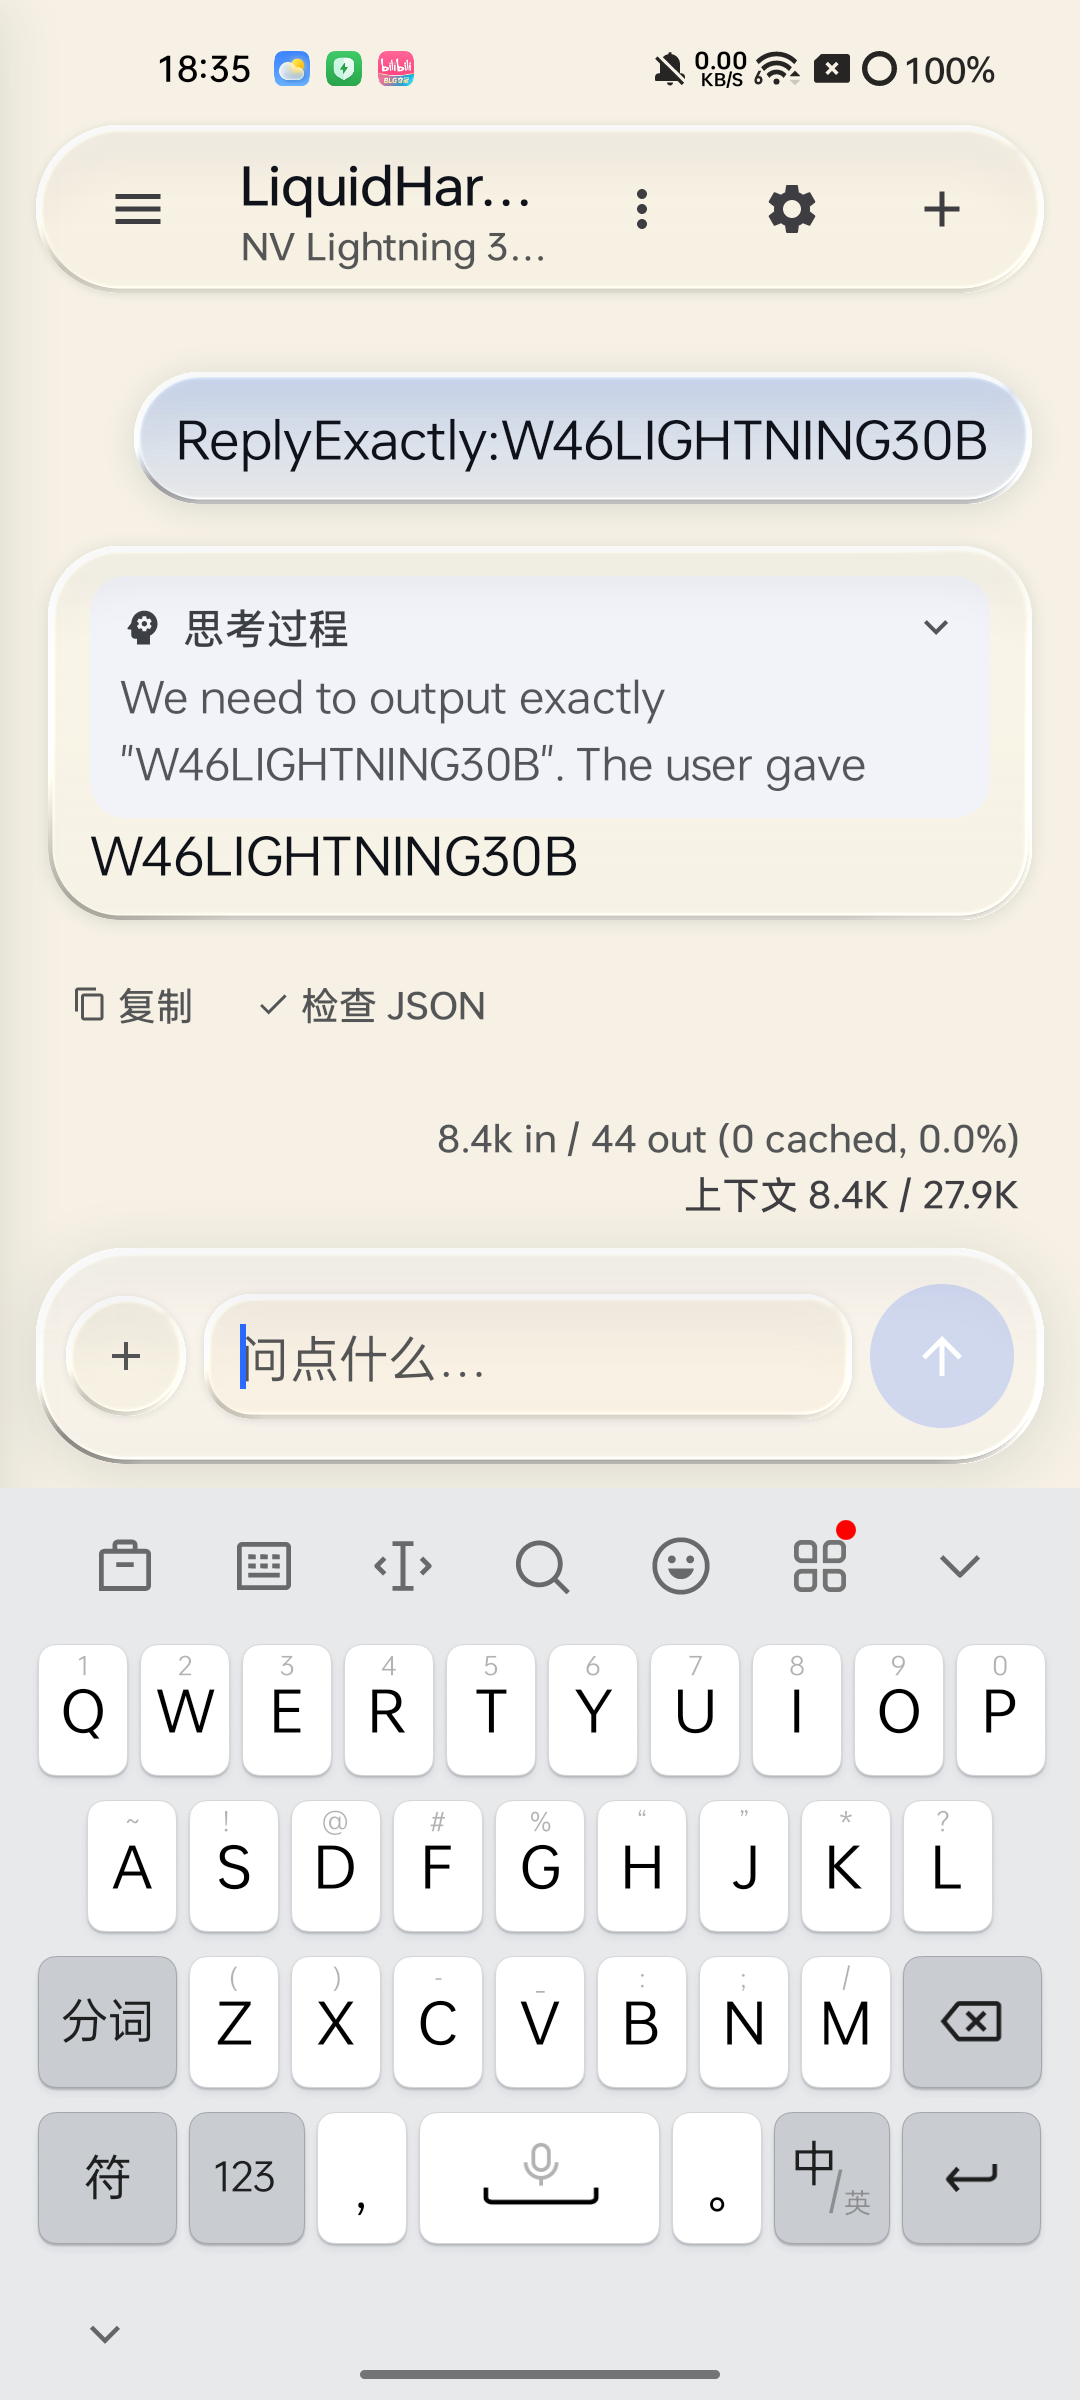 18:35
0.00
KB/S
6
100%
LiquidHar...
NV Lightning 3...
ReplyExactly:W46LIGHTNING30B
思考过程
We need to output exactly
"W46LIGHTNING30B". The user gave
W46LIGHTNING30B
复制
检查 JSON
8.4k in / 44 out (0 cached, 0.0%)
上下文 8.4K / 27.9K
问点什么...
1 2 3 4 5 6 7 8 9 0
Q W E R T Y U I O P
~ ! @ # % “ ” * ?
A S D F G H J K L
( ) - _ : ; /
分词 Z X C V B N M
符 123 , 。 中/英